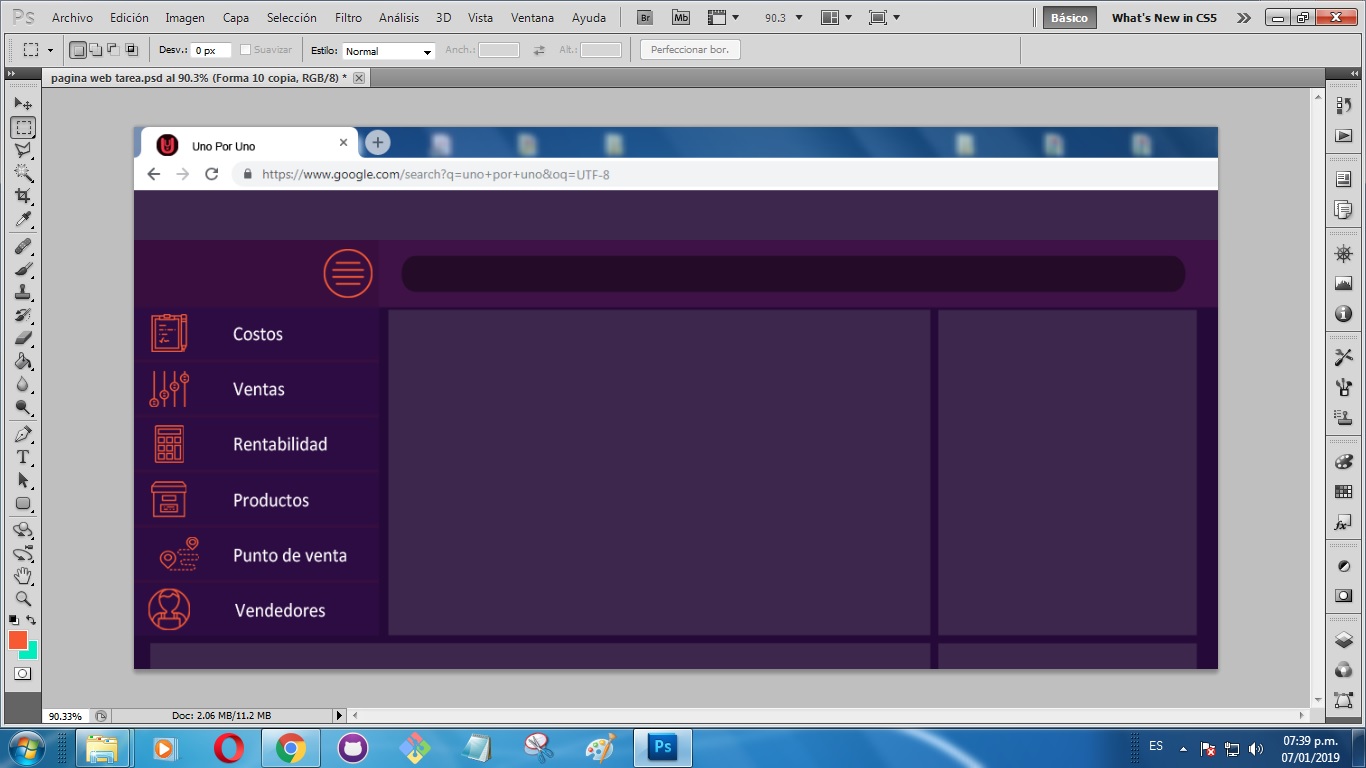 Ps Archivo Edición Imagen Capa Selección Filtro Análisis 3D Vista Ventana Ayuda Br Mb 90.3 Básico What's New in CS5
Desv.: 0 px Suavizar Estilo: Normal Anch.: Alt.: Perfeccionar bor.
pagina web tarea.psd al 90.3% (Forma 10 copia, RGB/8) *
Uno Por Uno
https://www.google.com/search?q=uno+por+uno&oq=UTF-8
Costos
Ventas
Rentabilidad
Productos
Punto de venta
Vendedores
90.33% Doc: 2.06 MB/11.2 MB
Ps ES 07:39 p.m.
07/01/2019